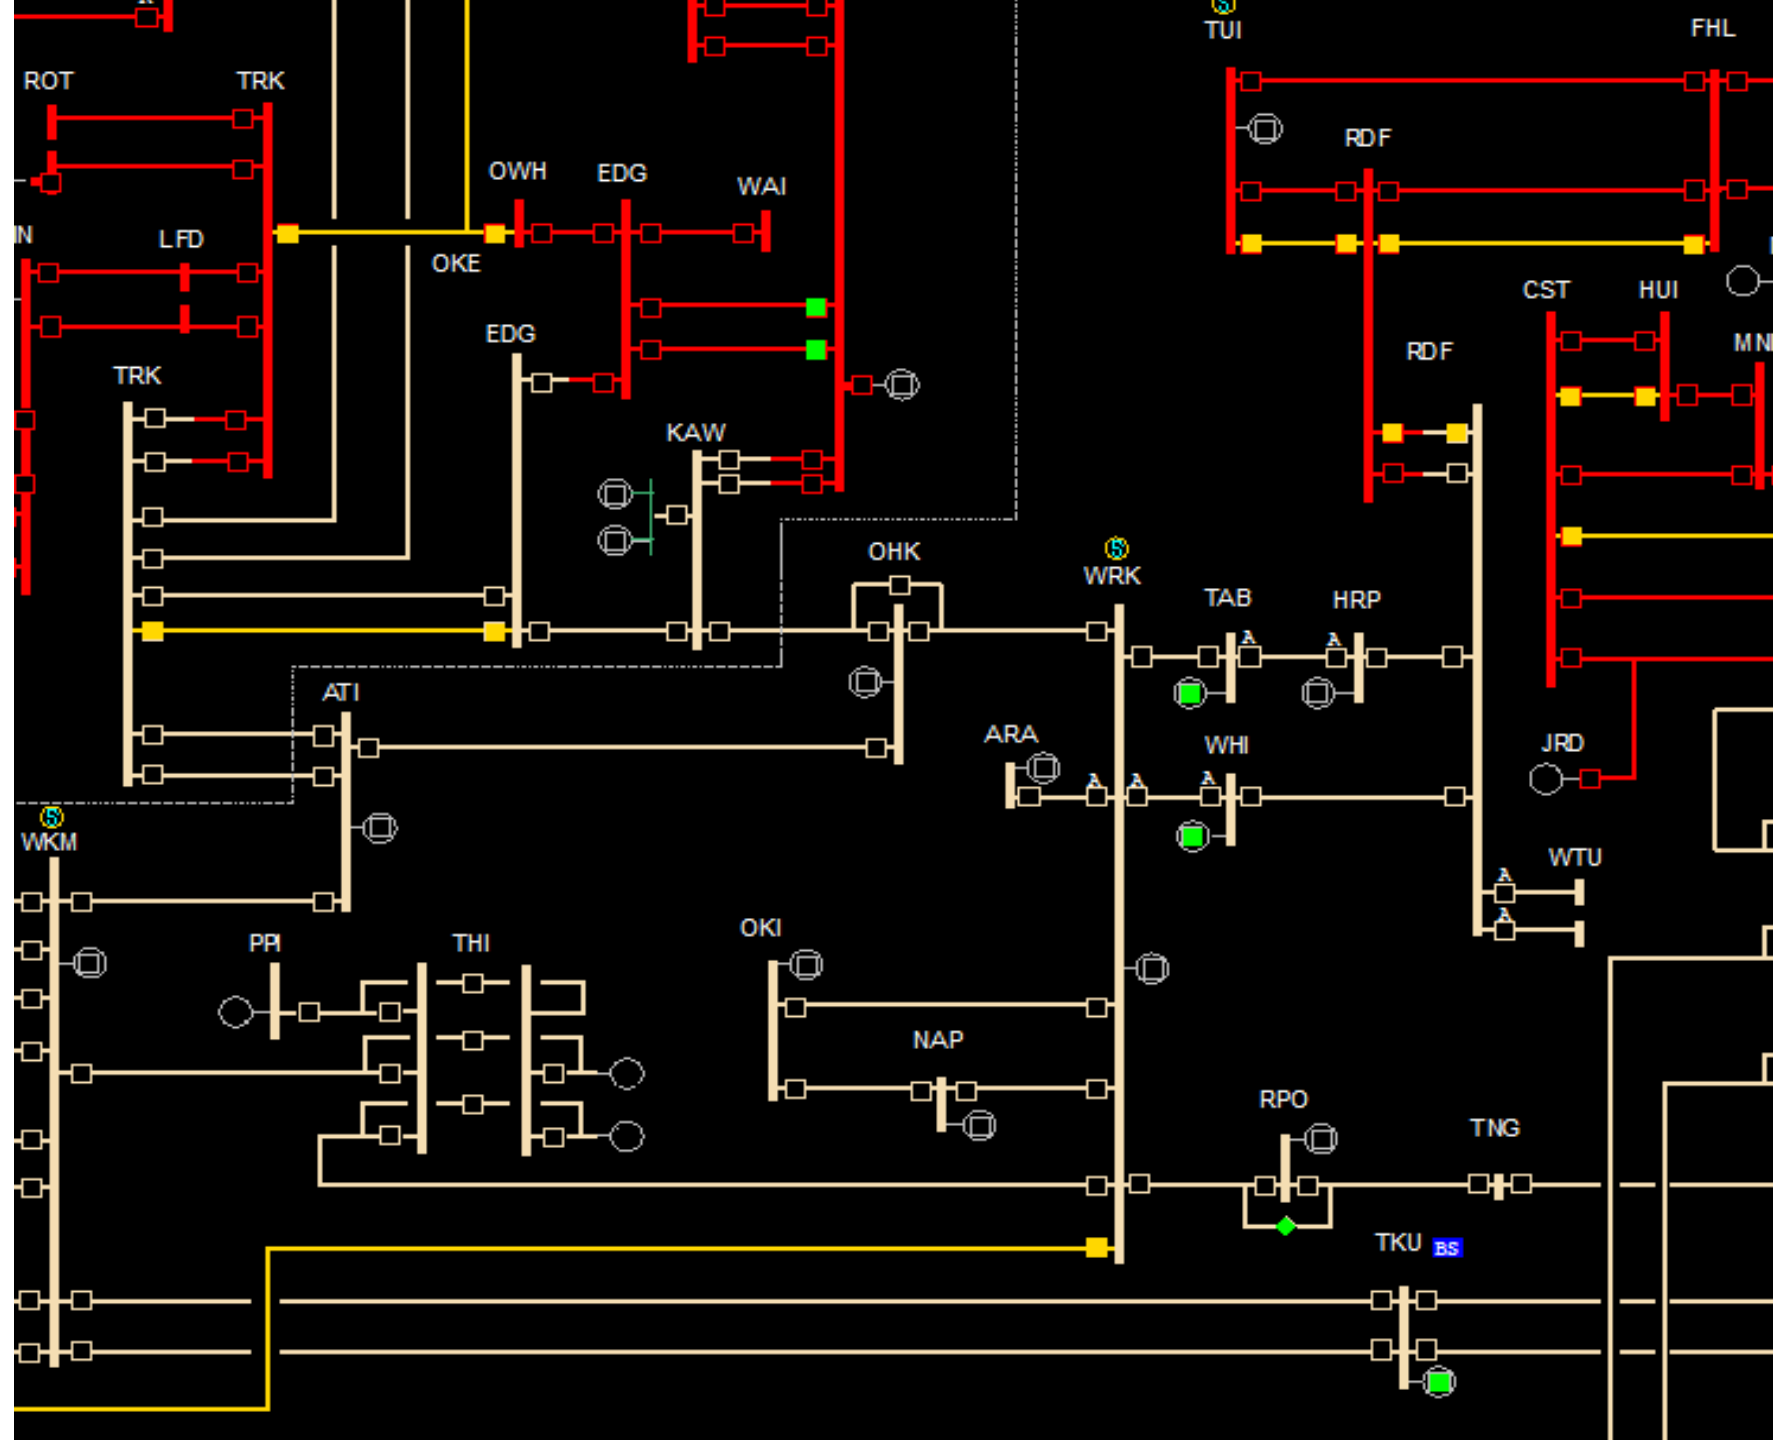 A
S
TUI
FHL
ROT
TRK
RDF
OWH
EDG
WAI
LFD
OKE
CST
HUI
EDG
RDF
TRK
KAW
OHK
S
WRK
TAB
HRP
A
A
ATI
ARA
WHI
JRD
A
A
A
S
WKM
WTU
A
A
PPI
THI
OKI
NAP
RPO
TNG
TKU
BS